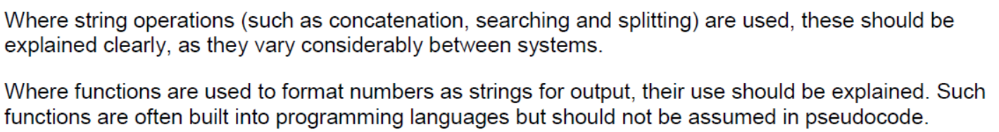 Where string operations (such as concatenation, searching and splitting) are used, these should be
explained clearly, as they vary considerably between systems.
Where functions are used to format numbers as strings for output, their use should be explained. Such
functions are often built into programming languages but should not be assumed in pseudocode.